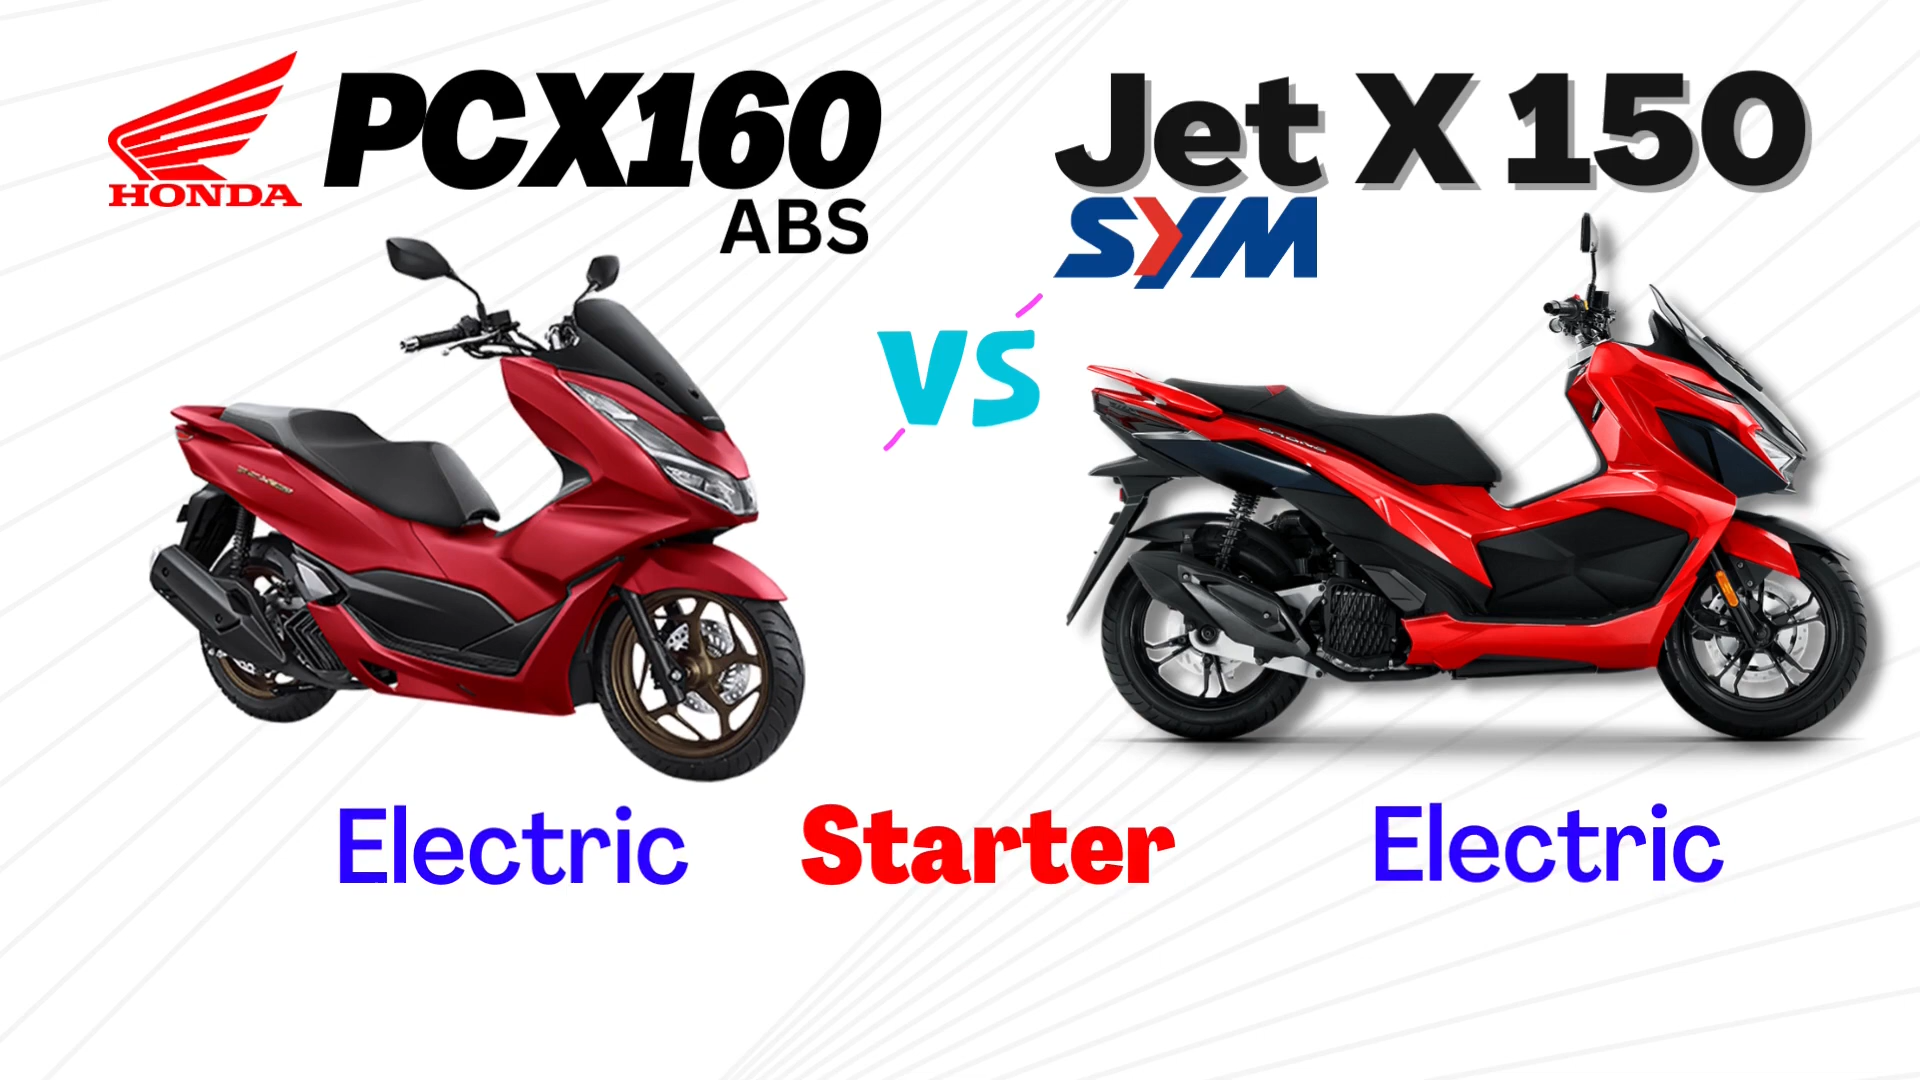 HONDA
PCX160
ABS
Jet X 150
SYM
VS
Electric Starter Electric